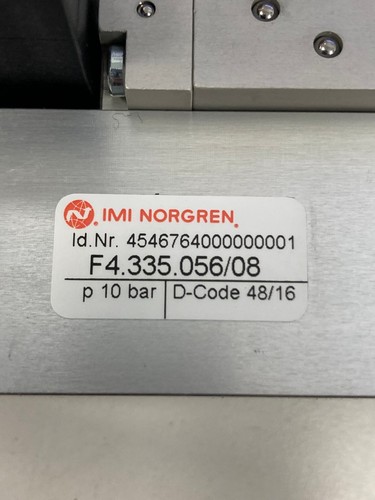 IMI NORGREN®
Id.Nr. 4546764000000001
F4.335.056/08
p 10 bar D-Code 48/16